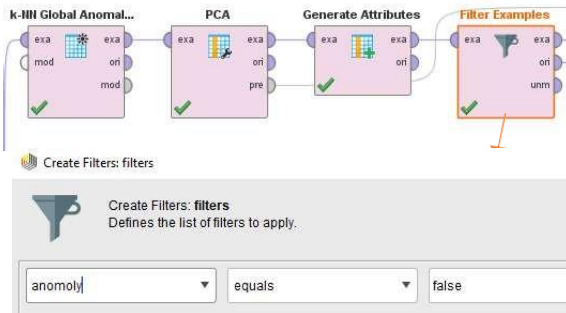 k-NN Global Anomal... PCA Generate Attributes Filter Examples
exa exa exa exa exa exa exa exa
mod ori ori ori ori
mod pre unm
Create Filters: filters
Create Filters: filters
Defines the list of filters to apply.
anomoly equals false